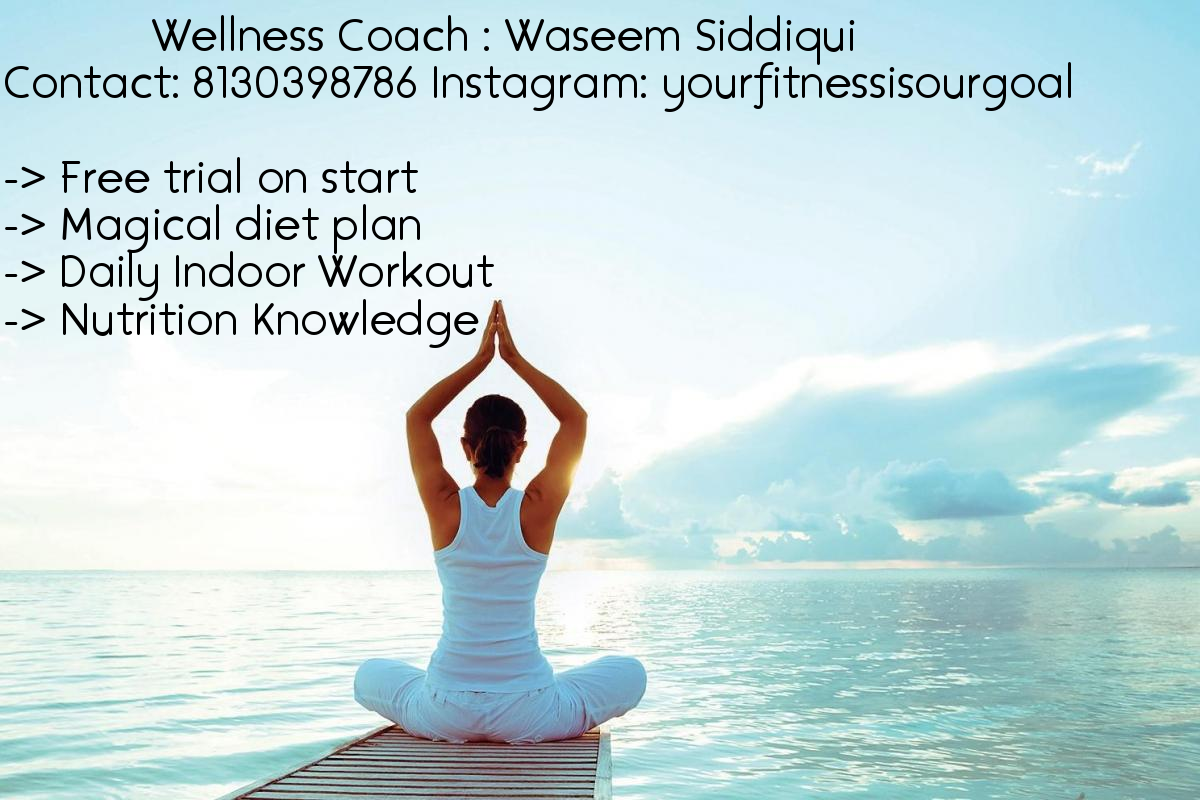 Wellness Coach : Waseem Siddiqui
Contact: 8130398786 Instagram: yourfitnessisourgoal
-> Free trial on start
-> Magical diet plan
-> Daily Indoor Workout
-> Nutrition Knowledge